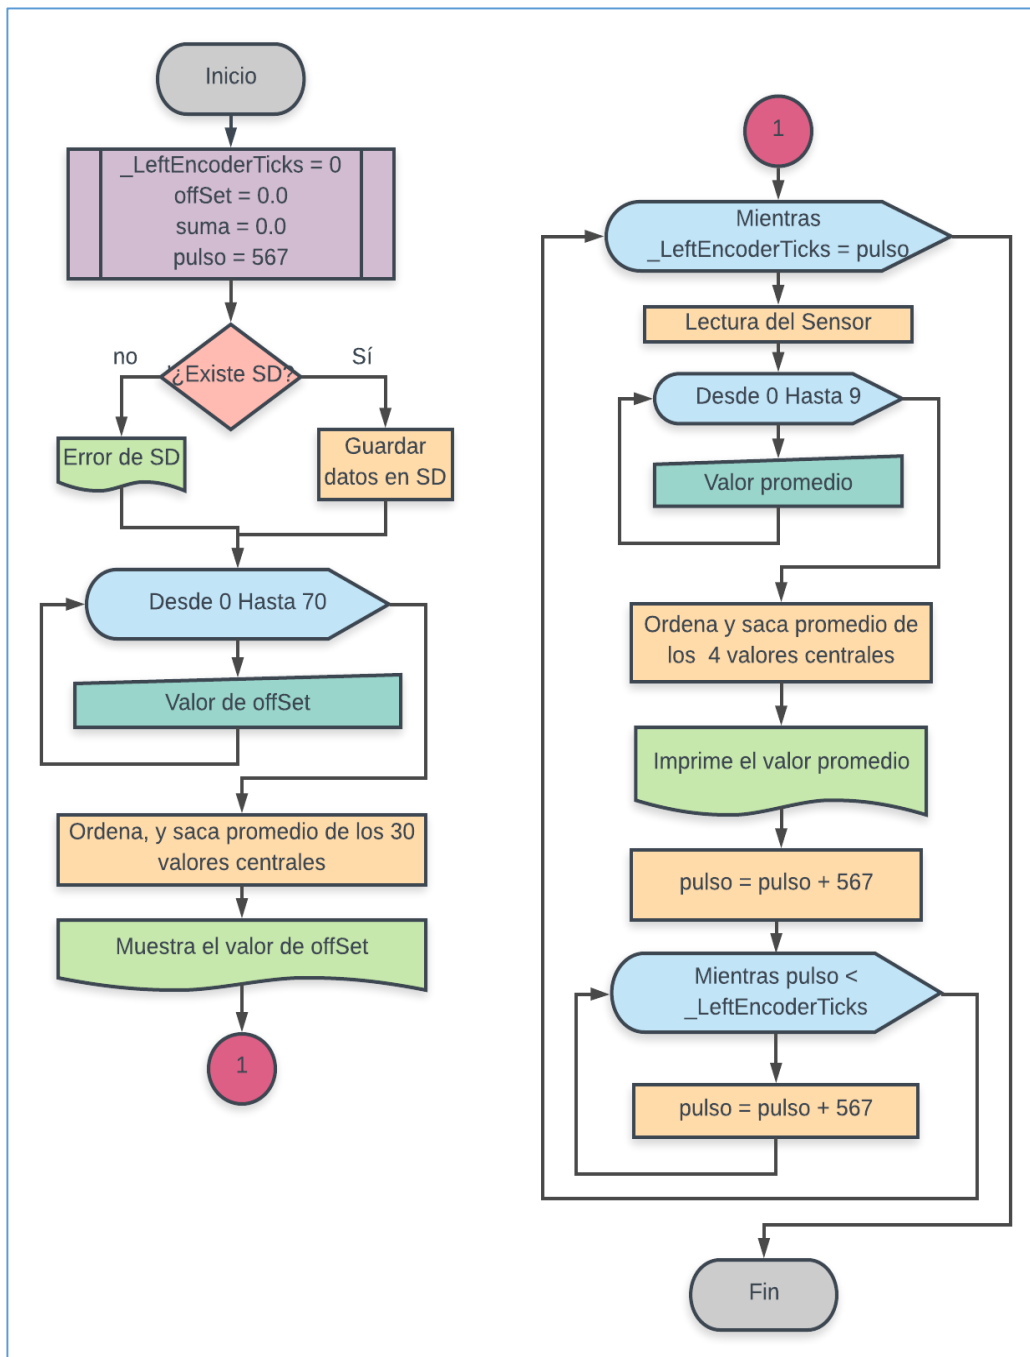 Inicio
_LeftEncoderTicks = 0
offSet = 0.0
suma = 0.0
pulso = 567
¿Existe SD?
no
Sí
Error de SD
Guardar
datos en SD
Desde 0 Hasta 70
Valor de offSet
Ordena, y saca promedio de los 30
valores centrales
Muestra el valor de offSet
1
1
Mientras
_LeftEncoderTicks = pulso
Lectura del Sensor
Desde 0 Hasta 9
Valor promedio
Ordena y saca promedio de
los 4 valores centrales
Imprime el valor promedio
pulso = pulso + 567
Mientras pulso <
_LeftEncoderTicks
pulso = pulso + 567
Fin